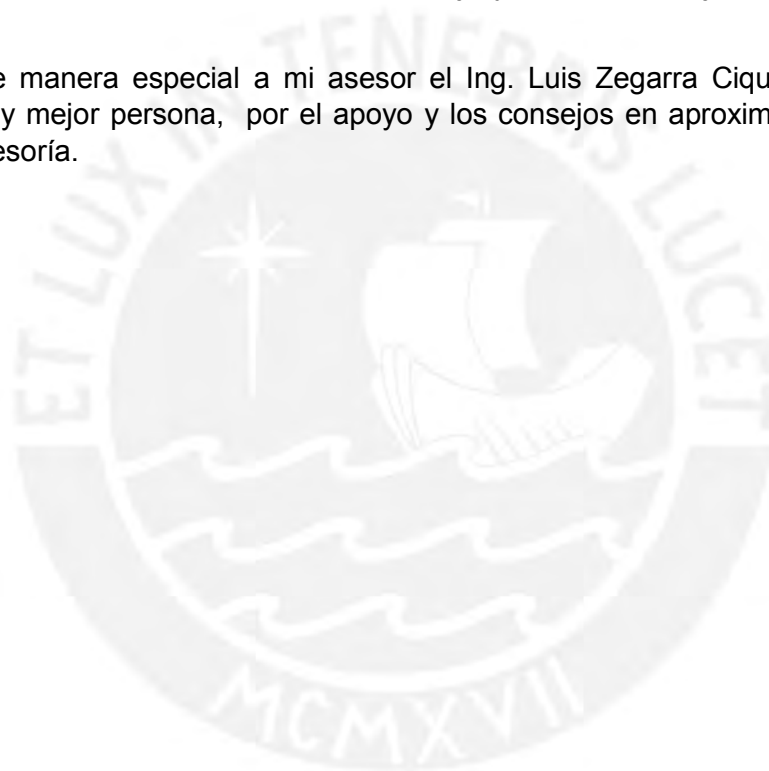 e manera especial a mi asesor el Ing. Luis Zegarra Ciqu
y mejor persona, por el apoyo y los consejos en aproxim
esoría.
ET LUX IN TENEBRIS LUCET
MCMXVII